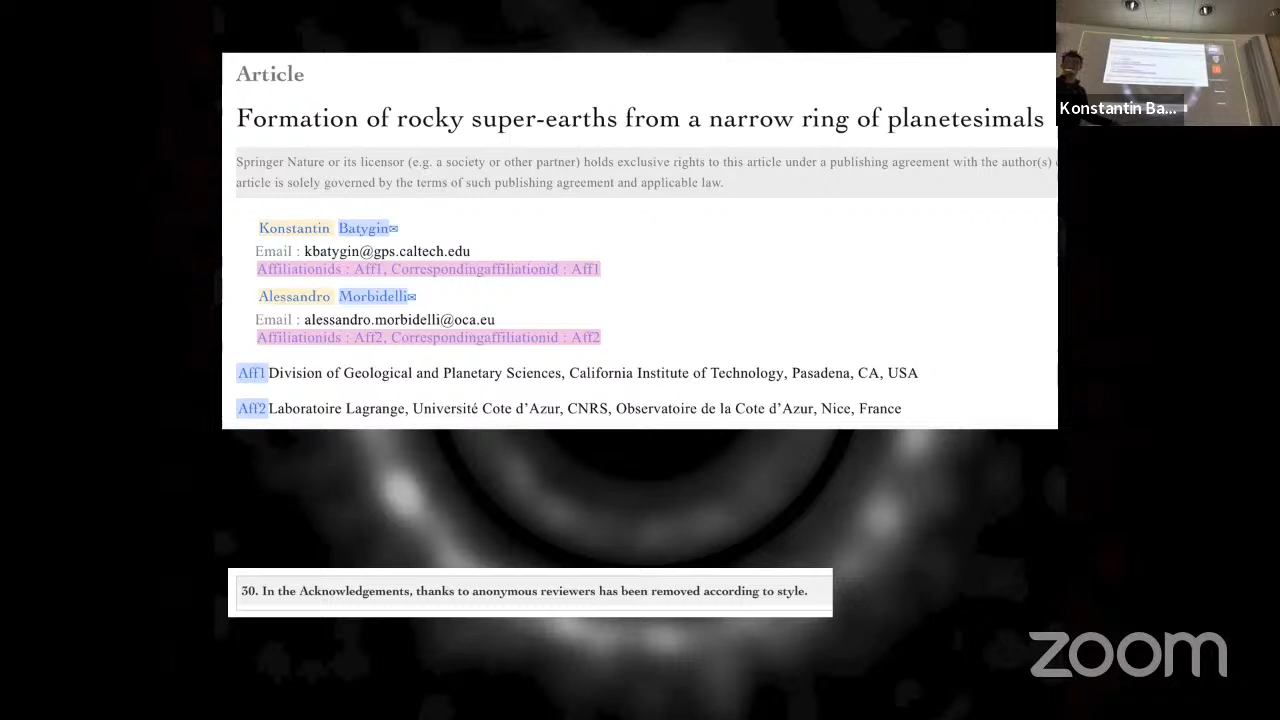 Article
Formation of rocky super-earths from a narrow ring of planetesimals
Springer Nature or its licensor (e.g. a society or other partner) holds exclusive rights to this article under a publishing agreement with the author(s)
article is solely governed by the terms of such publishing agreement and applicable law.
Konstantin Batygin
Email : kbatygin@gps.caltech.edu
Affiliationids : Aff1, Correspondingaffiliationid : Aff1
Alessandro Morbidelli
Email : alessandro.morbidelli@oca.eu
Affiliationids : Aff2, Correspondingaffiliationid : Aff2
Aff1 Division of Geological and Planetary Sciences, California Institute of Technology, Pasadena, CA, USA
Aff2 Laboratoire Lagrange, Université Cote d’Azur, CNRS, Observatoire de la Cote d’Azur, Nice, France
30. In the Acknowledgements, thanks to anonymous reviewers has been removed according to style.
Konstantin Ba...
zoom